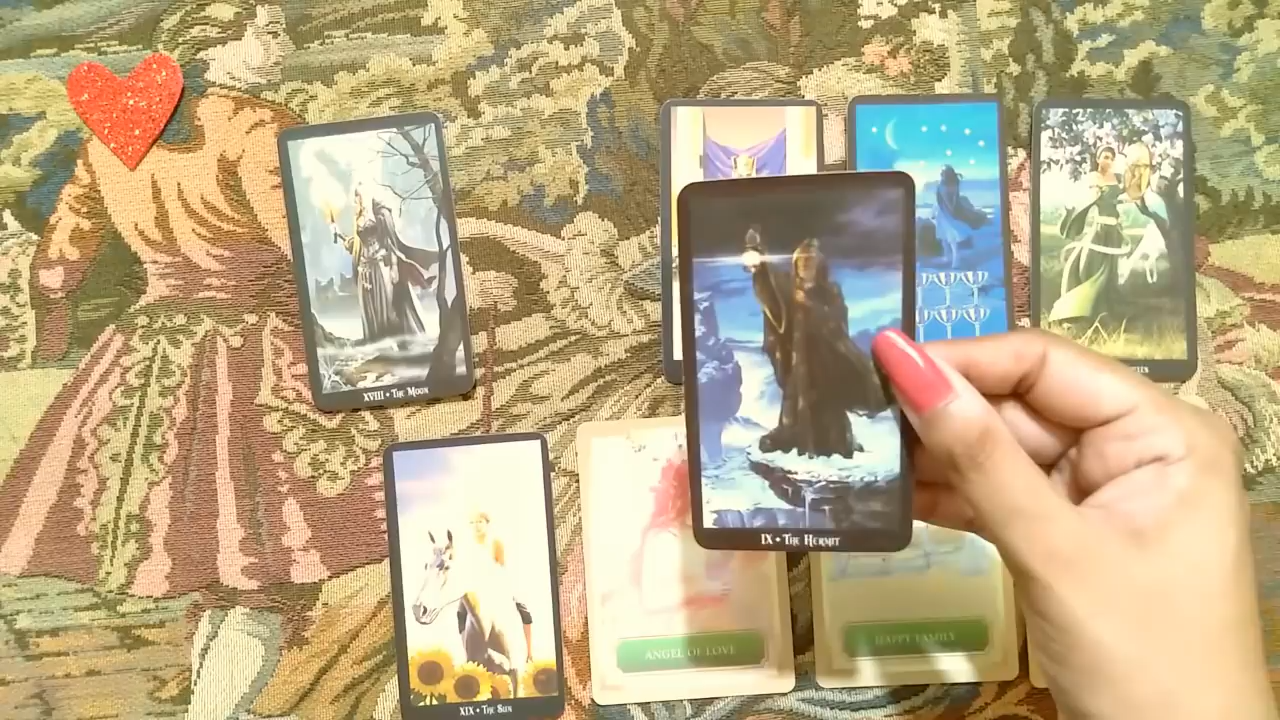 XVIII • THE MOON
IX • THE HERMIT
ANGEL OF LOVE
HAPPY FAMILY
XIX • THE SUN